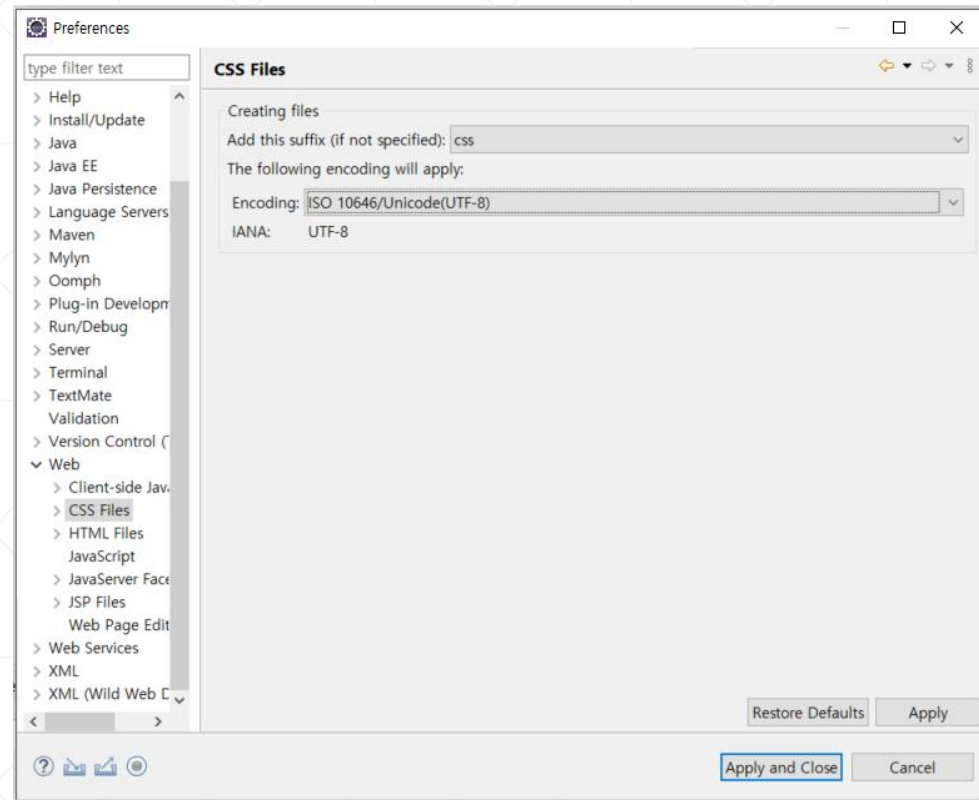 Preferences
type filter text
Help
Install/Update
Java
Java EE
Java Persistence
Language Servers
Maven
Mylyn
Oomph
Plug-in Developm
Run/Debug
Server
Terminal
TextMate
Validation
Version Control (
Web
Client-side Java
CSS Files
HTML Files
JavaScript
JavaServer Face
JSP Files
Web Page Edit
Web Services
XML
XML (Wild Web D
CSS Files
Creating files
Add this suffix (if not specified): css
The following encoding will apply:
Encoding: ISO 10646/Unicode(UTF-8)
IANA: UTF-8
Restore Defaults
Apply
Apply and Close
Cancel